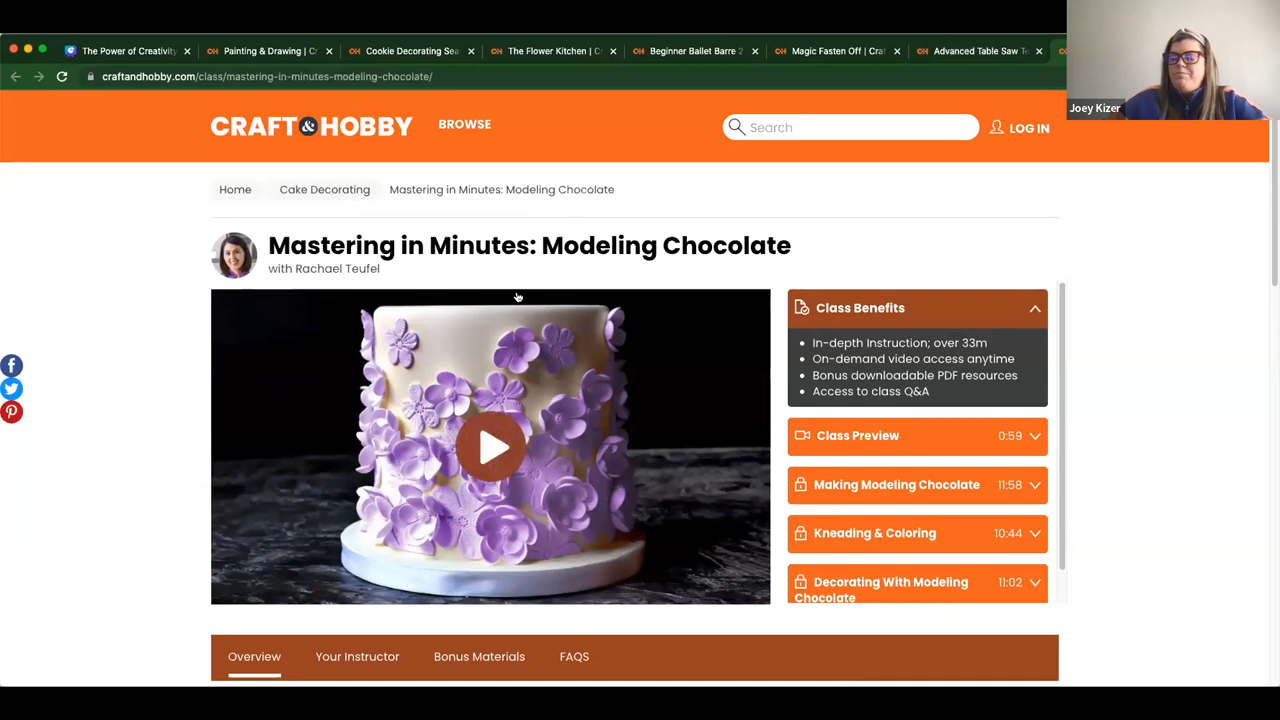 The Power of Creativity
Painting & Drawing | C
Cookie Decorating Sea
The Flower Kitchen | C
Beginner Ballet Barre 2
Magic Fasten Off | Cra
Advanced Table Saw Te
craftandhobby.com/class/mastering-in-minutes-modeling-chocolate/
Joey Kizer
CRAFT&HOBBY
BROWSE
Search
LOG IN
Home
Cake Decorating
Mastering in Minutes: Modeling Chocolate
Mastering in Minutes: Modeling Chocolate
with Rachael Teufel
Class Benefits
In-depth Instruction; over 33m
On-demand video access anytime
Bonus downloadable PDF resources
Access to class Q&A
Class Preview 0:59
Making Modeling Chocolate 11:58
Kneading & Coloring 10:44
Decorating With Modeling 11:02
Chocolate
Overview
Your Instructor
Bonus Materials
FAQS